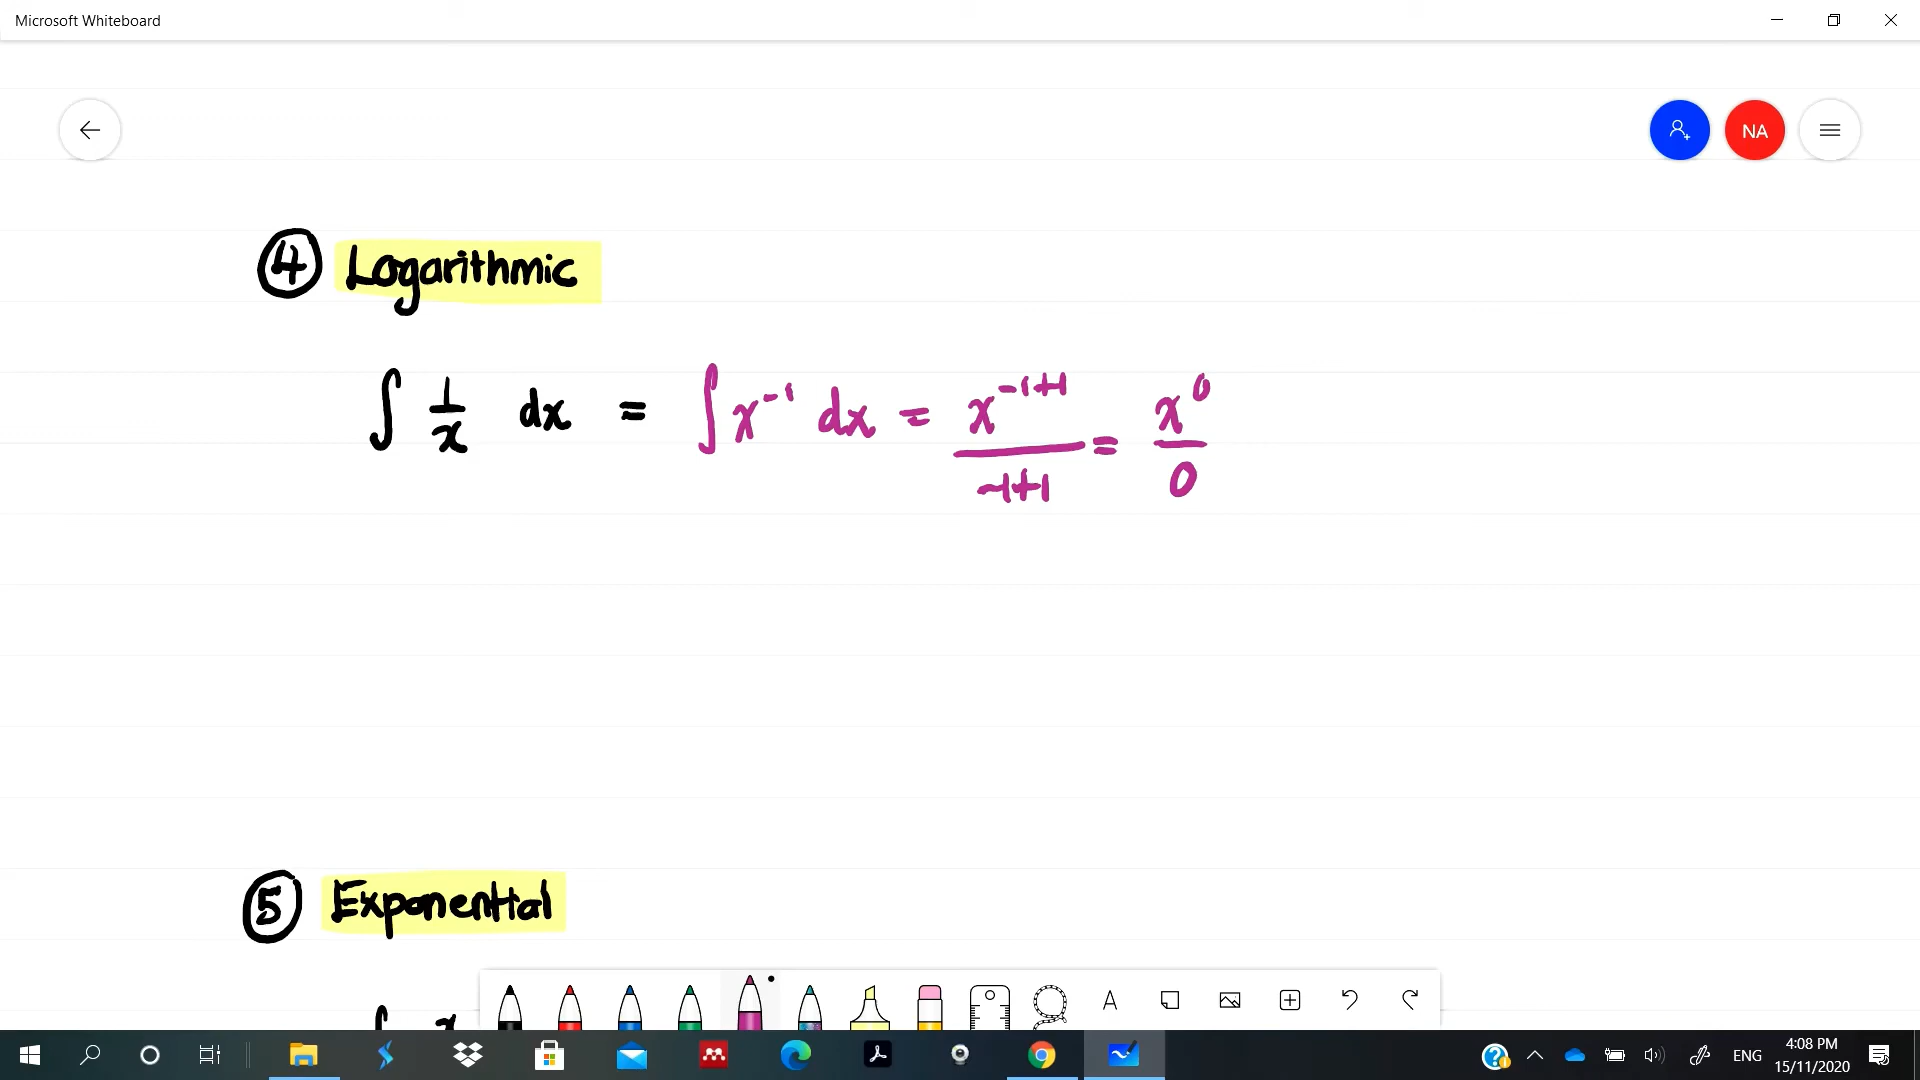 Microsoft Whiteboard
NA
④ Logarithmic
∫ 1/x dx = ∫ x⁻¹ dx = x⁻¹⁺¹/-1+1 = x⁰/0
⑤ Exponential
A
ENG
4:08 PM
15/11/2020